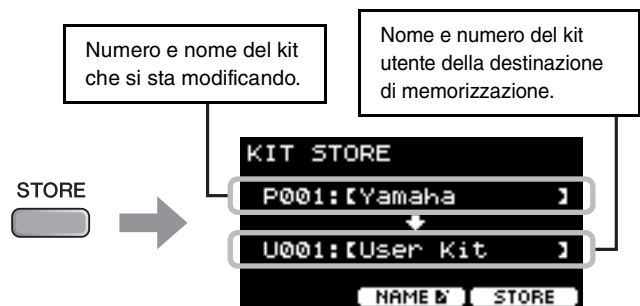 Numero e nome del kit
che si sta modificando.
Nome e numero del kit
utente della destinazione
di memorizzazione.
STORE
KIT STORE
P001:[Yamaha ]
U001:[User Kit ]
NAME
STORE